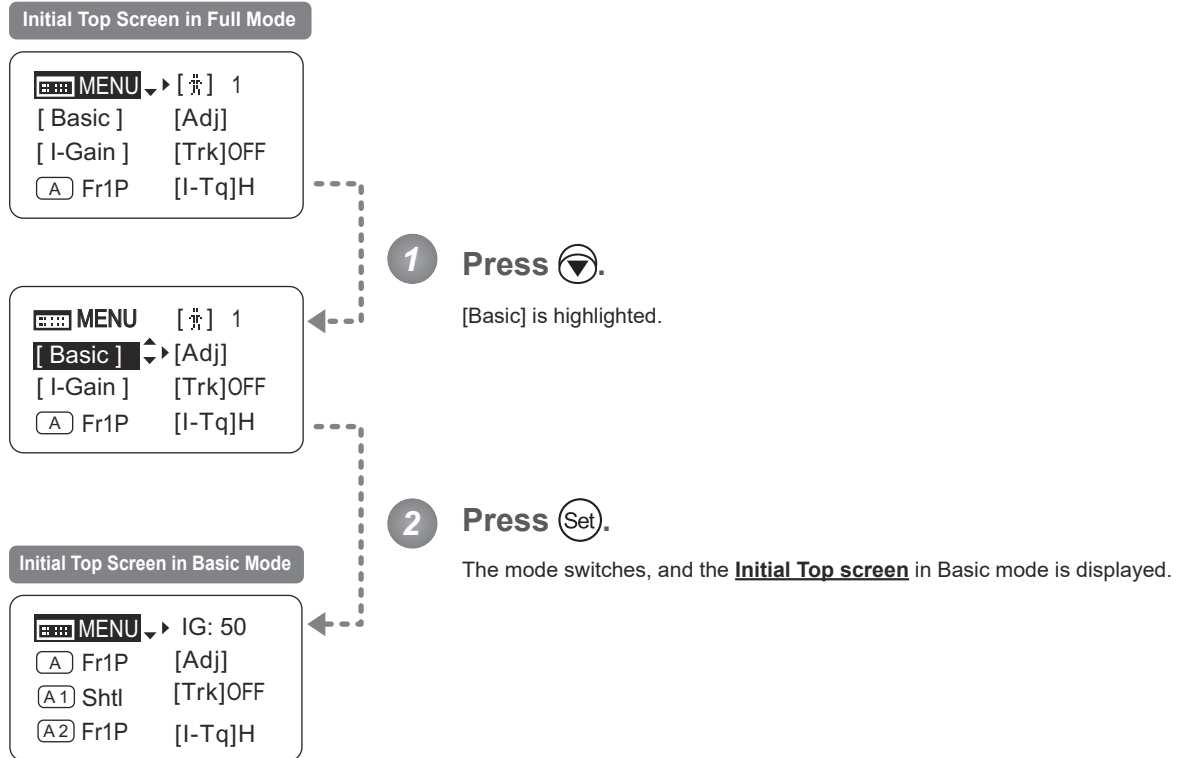 Initial Top Screen in Full Mode
MENU [ ] 1
[ Basic ] [Adj]
[ I-Gain ] [Trk]OFF
A Fr1P [I-Tq]H
1 Press .
[Basic] is highlighted.
MENU [ ] 1
[ Basic ] [Adj]
[ I-Gain ] [Trk]OFF
A Fr1P [I-Tq]H
2 Press Set.
The mode switches, and the Initial Top screen in Basic mode is displayed.
Initial Top Screen in Basic Mode
MENU IG: 50
A Fr1P [Adj]
A1 Shtl [Trk]OFF
A2 Fr1P [I-Tq]H